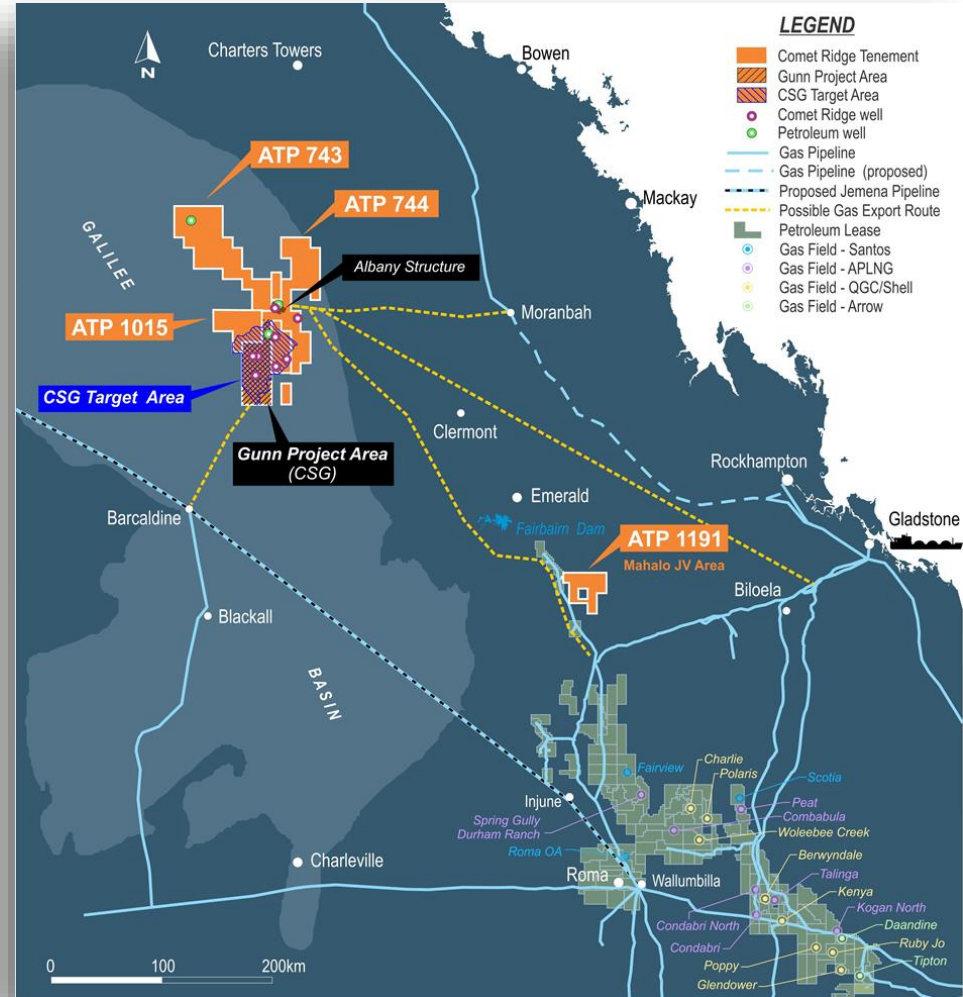 LEGEND
Comet Ridge Tenement
Gunn Project Area
CSG Target Area
Comet Ridge well
Petroleum well
Gas Pipeline
Gas Pipeline (proposed)
Proposed Jemena Pipeline
Possible Gas Export Route
Petroleum Lease
Gas Field - Santos
Gas Field - APLNG
Gas Field - QGC/Shell
Gas Field - Arrow
N
Charters Towers
Bowen
Mackay
ATP 743
ATP 744
GALILEE
Albany Structure
ATP 1015
Moranbah
CSG Target Area
Clermont
Gunn Project Area
(CSG)
Rockhampton
Emerald
Barcaldine
Fairbairn Dam
Gladstone
ATP 1191
Mahalo JV Area
Biloela
Blackall
BASIN
Charlie
Polaris
Fairview
Scotia
Injune
Peat
Spring Gully
Combabula
Durham Ranch
Woleebee Creek
Roma OA
Berwyndale
Charleville
Talinga
Roma
Wallumbilla
Kenya
Kogan North
Condabri North
Daandine
Condabri
Ruby Jo
Poppy
Tipton
Glendower
0
100
200km